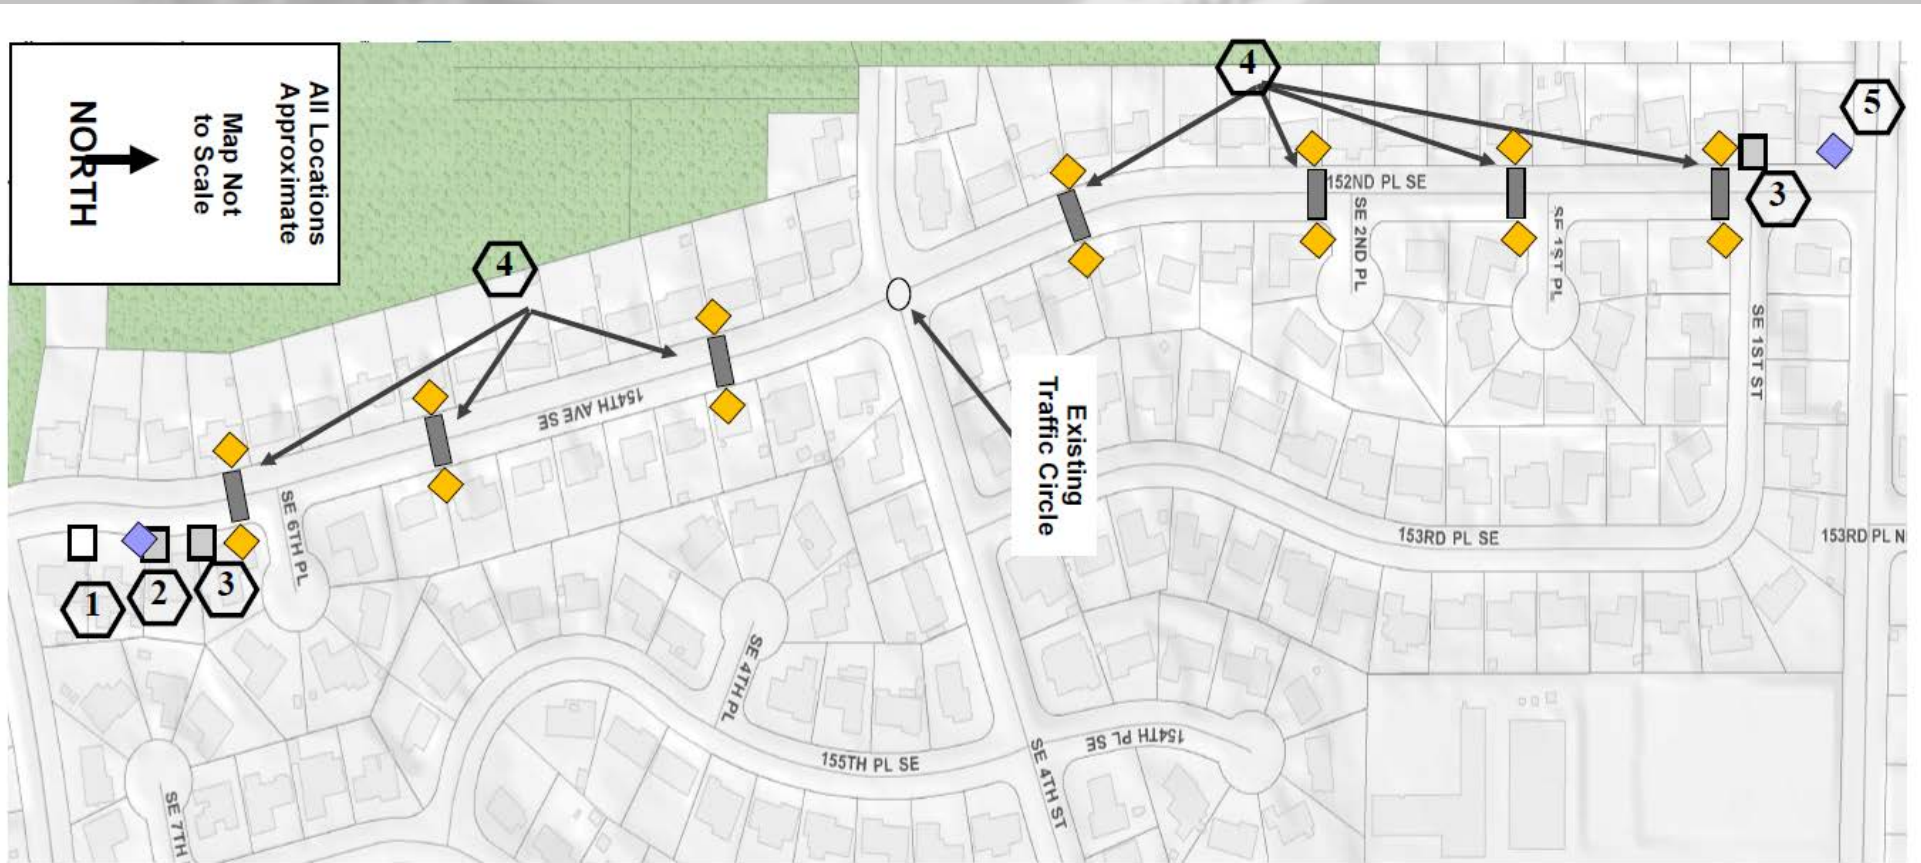 All Locations
Approximate
Map Not
to Scale
NORTH
4
5
152ND PL SE
3
SE 2ND PL
SE 1ST PL
4
SE 1ST ST
Existing
Traffic Circle
154TH AVE SE
SE 6TH PL
153RD PL SE
153RD PL N
1
2
3
SE 4TH PL
155TH PL SE
154TH PL SE
SE 4TH ST
SE 7TH